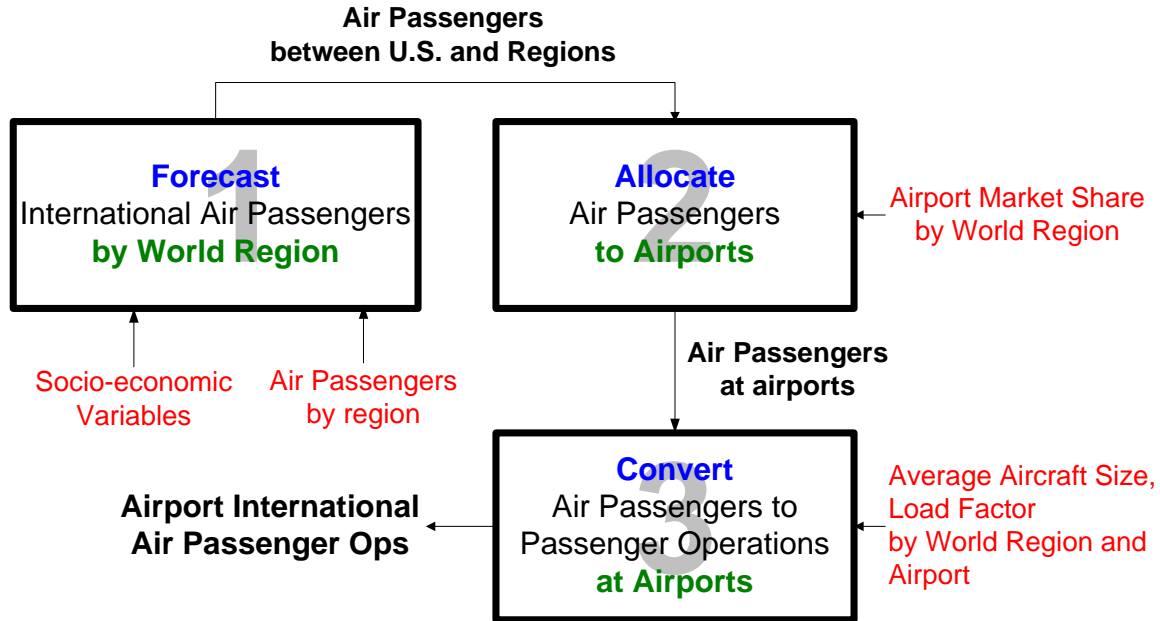 Air Passengers
between U.S. and Regions
1
Forecast
International Air Passengers
by World Region
2
Allocate
Air Passengers
to Airports
Airport Market Share
by World Region
Socio-economic
Variables
Air Passengers
by region
Air Passengers
at airports
3
Convert
Air Passengers to
Passenger Operations
at Airports
Average Aircraft Size,
Load Factor
by World Region and
Airport
Airport International
Air Passenger Ops